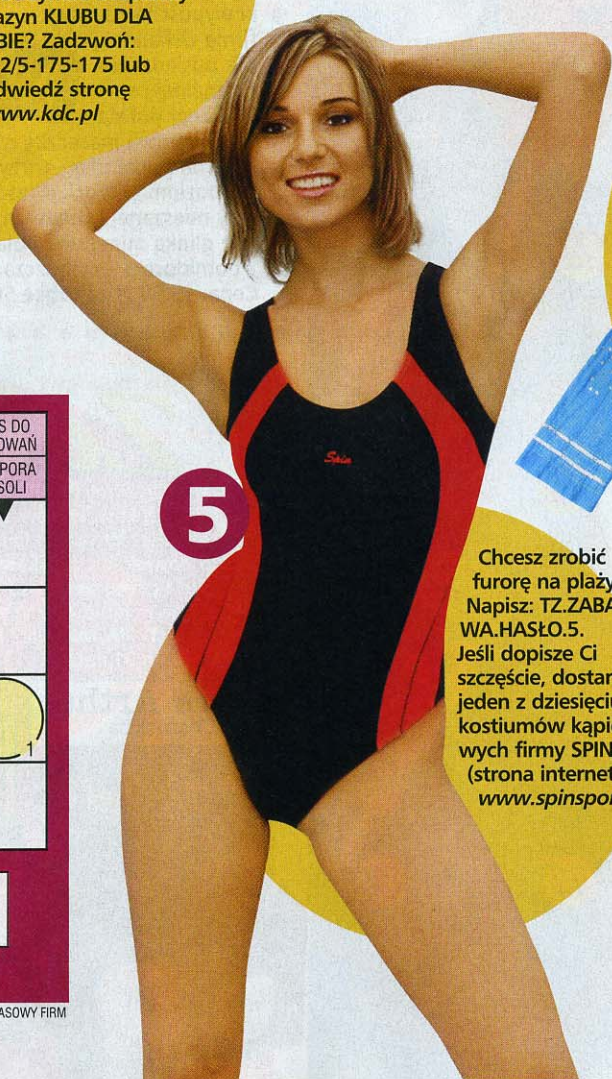 azyn KLUBU DLA
BIE? Zadzwoń:
2/5-175-175 lub
dwiedź stronę
www.kdc.pl
S DO
OWAŃ
PORA
SOLI
1
ASOWY FIRM
5
Spin
Chcesz zrobić
furorę na plaży
Napisz: TZ.ZABA
WA.HASŁO.5.
Jeśli dopisze Ci
szczęście, dostan
jeden z dziesięciu
kostiumów kąpie
wych firmy SPIN
(strona internet
www.spinspor